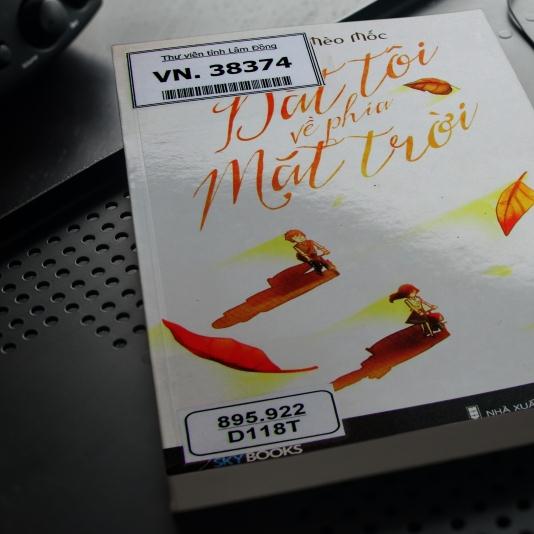 Thư viện tỉnh Lâm Đồng
VN. 38374
Mèo Mốc
Dắt tôi
về phía
Mặt trời
895.922
D118T
SKYBOOKS
NHÀ XUẤ